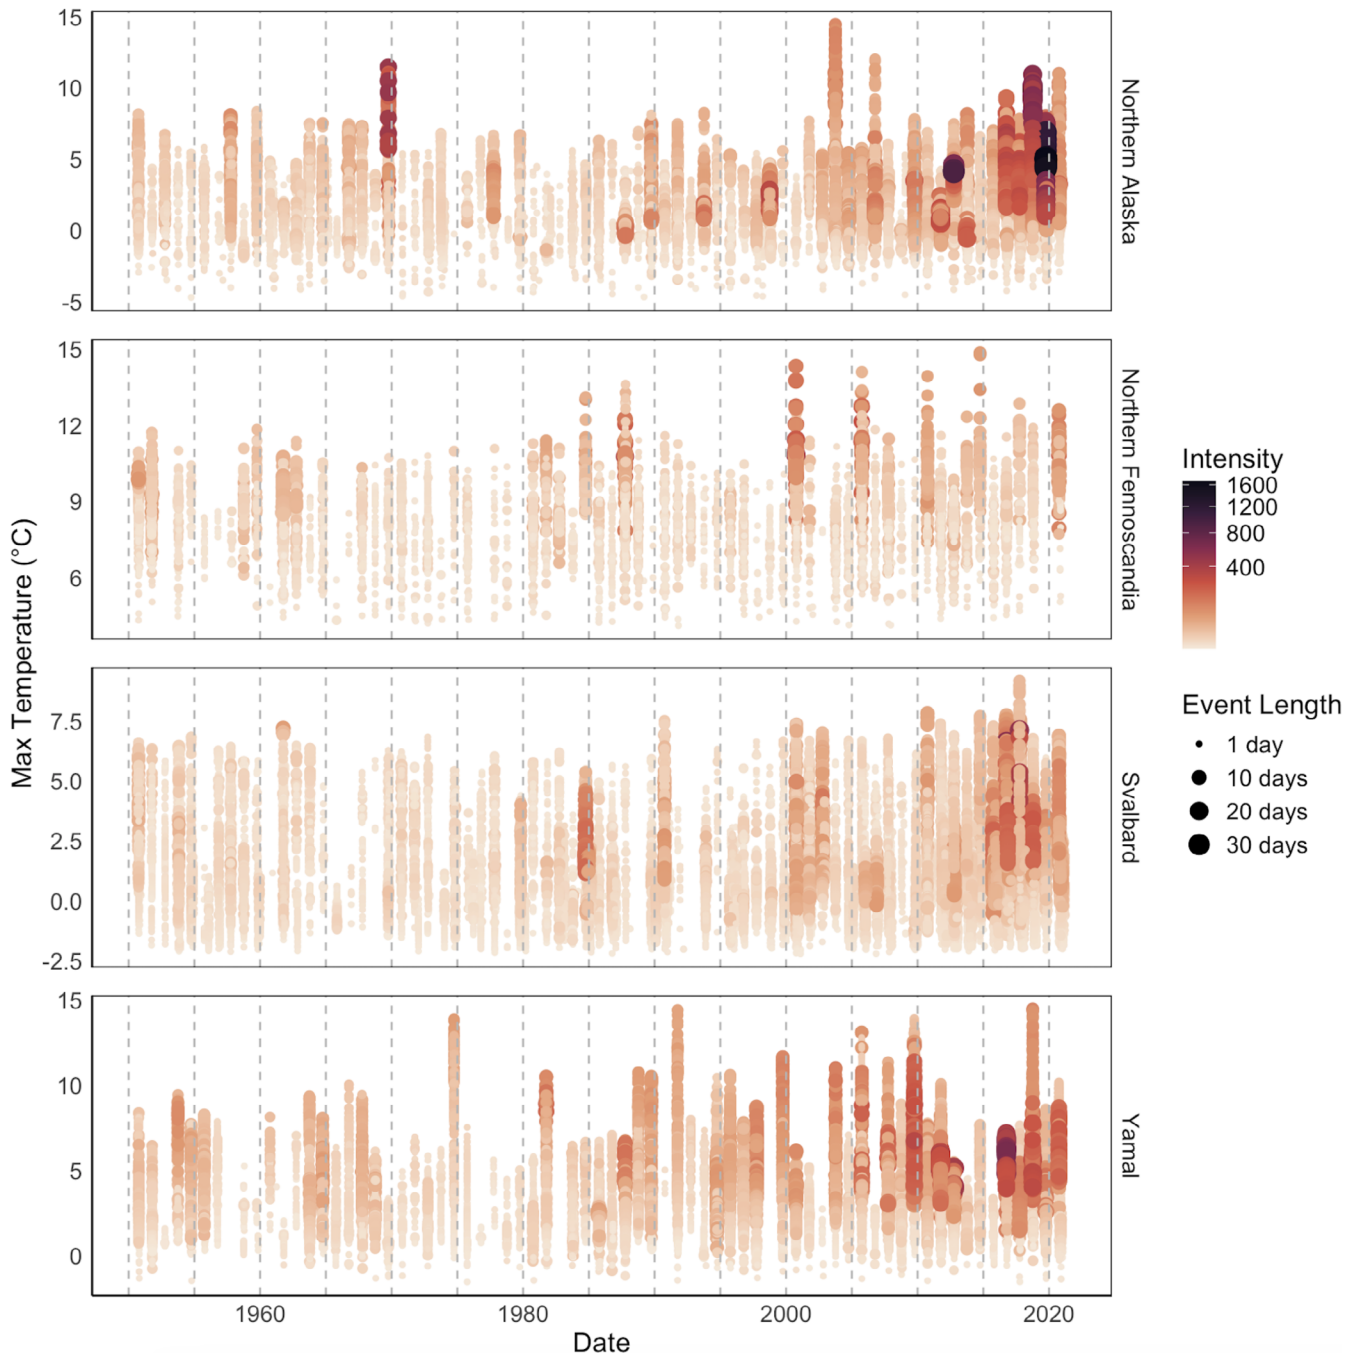 15
10
5
0
-5
Northern Alaska
15
12
9
6
Northern Fennoscandia
7.5
5.0
2.5
0.0
-2.5
Svalbard
15
10
5
0
Yamal
1960
1980
2000
2020
Date
Max Temperature (°C)
Intensity
1600
1200
800
400
Event Length
1 day
10 days
20 days
30 days